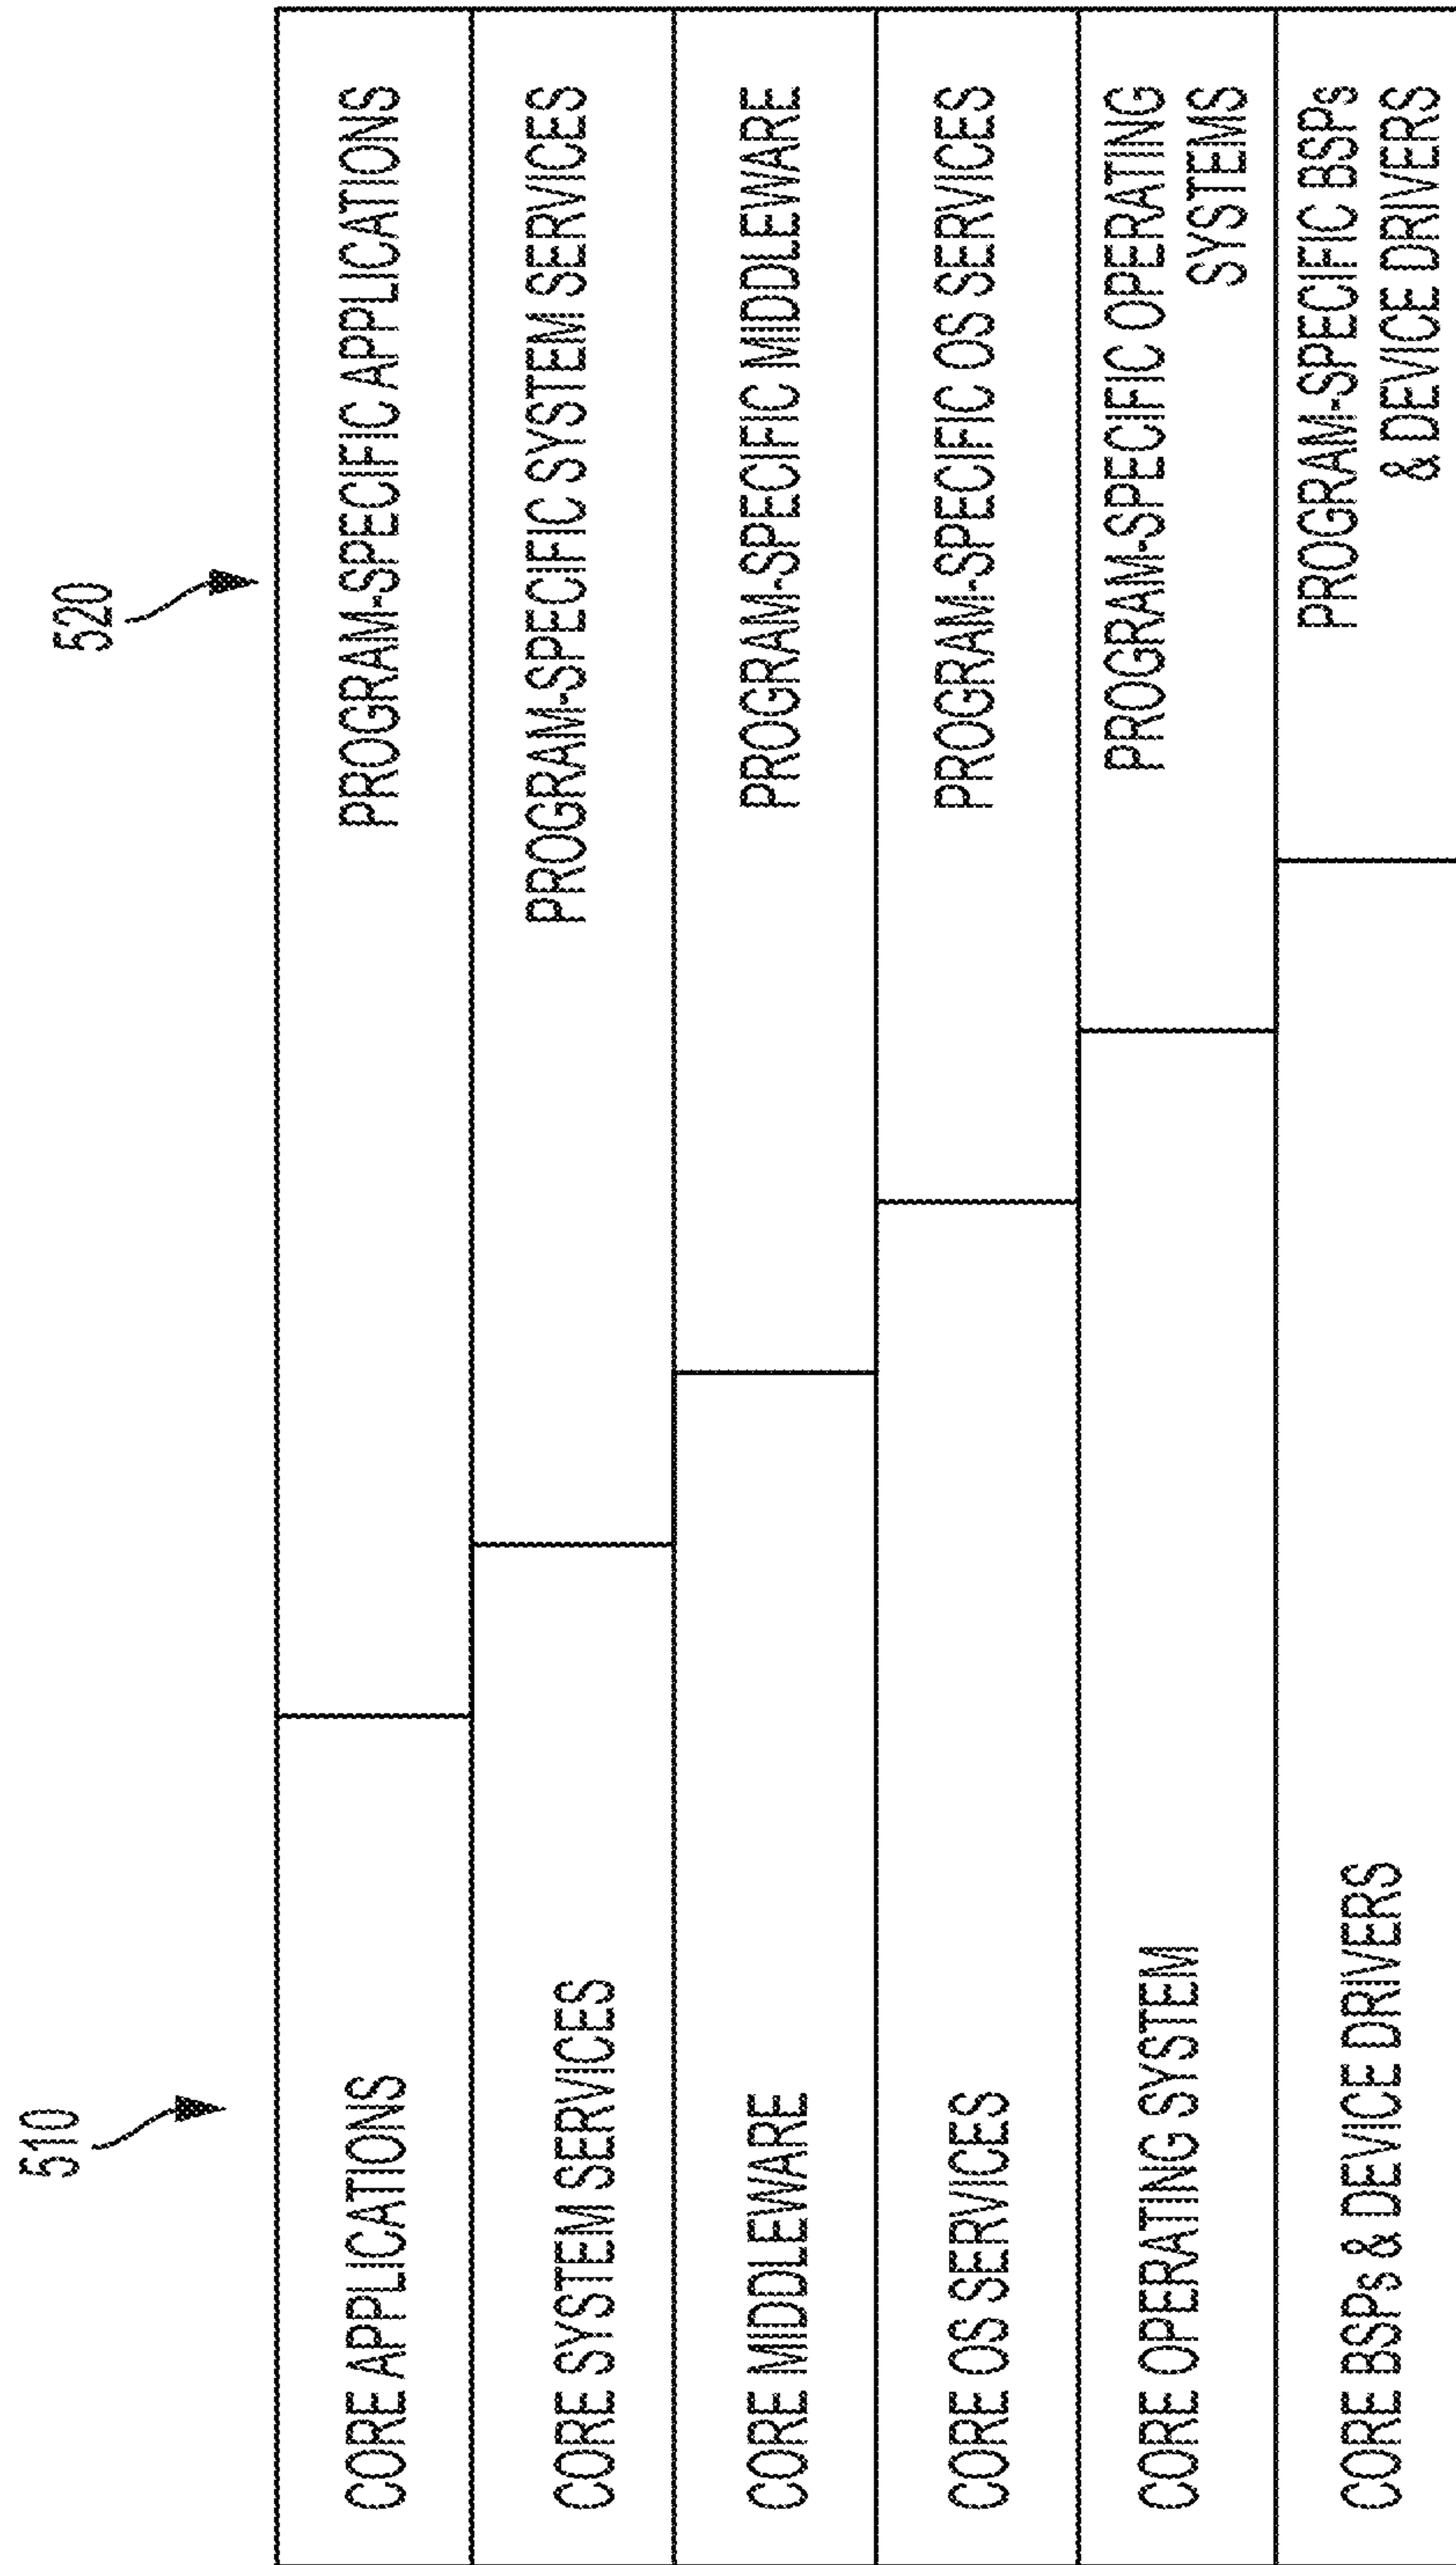 510
520
CORE APPLICATIONS
PROGRAM-SPECIFIC APPLICATIONS
CORE SYSTEM SERVICES
PROGRAM-SPECIFIC SYSTEM SERVICES
CORE MIDDLEWARE
PROGRAM-SPECIFIC MIDDLEWARE
CORE OS SERVICES
PROGRAM-SPECIFIC OS SERVICES
CORE OPERATING SYSTEM
PROGRAM-SPECIFIC OPERATING
SYSTEMS
CORE BSPs & DEVICE DRIVERS
PROGRAM-SPECIFIC BSPs
& DEVICE DRIVERS